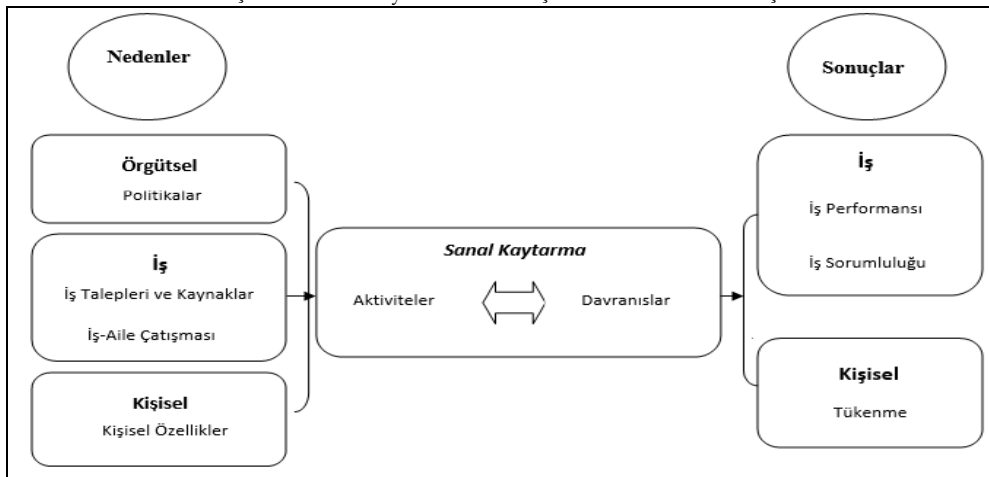 Nedenler
Sonuçlar
Örgütsel
Politikalar
İş
İş Talepleri ve Kaynaklar
İş-Aile Çatışması
Kişisel
Kişisel Özellikler
Sanal Kaytarma
Aktiviteler
Davranıslar
İş
İş Performansı
İş Sorumluluğu
Kişisel
Tükenme